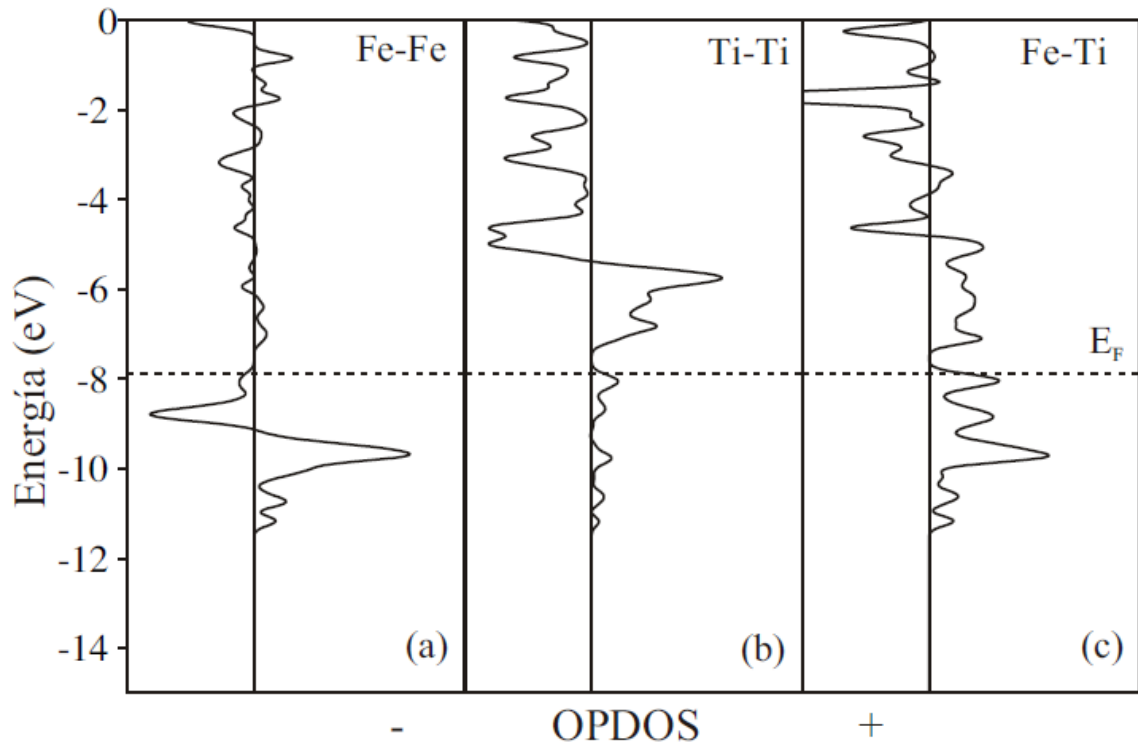 Energía (eV)
0
-2
-4
-6
-8
-10
-12
-14
Fe-Fe
Ti-Ti
Fe-Ti
E_F
(a)
(b)
(c)
- OPDOS +